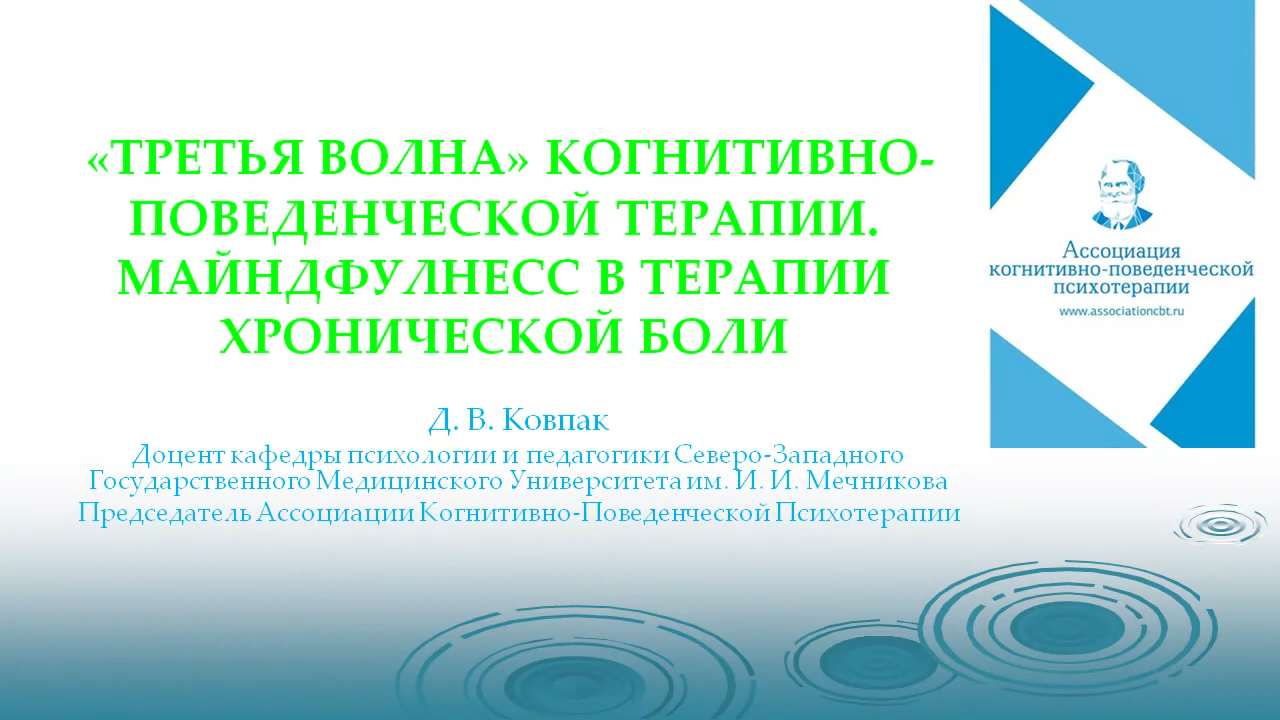 «ТРЕТЬЯ ВОЛНА» КОГНИТИВНО-
ПОВЕДЕНЧЕСКОЙ ТЕРАПИИ.
МАЙНДФУЛНЕСС В ТЕРАПИИ
ХРОНИЧЕСКОЙ БОЛИ
Д. В. Ковпак
Доцент кафедры психологии и педагогики Северо-Западного
Государственного Медицинского Университета им. И. И. Мечникова
Председатель Ассоциации Когнитивно-Поведенческой Психотерапии
Ассоциация
когнитивно-поведенческой
психотерапии
www.associationcbt.ru